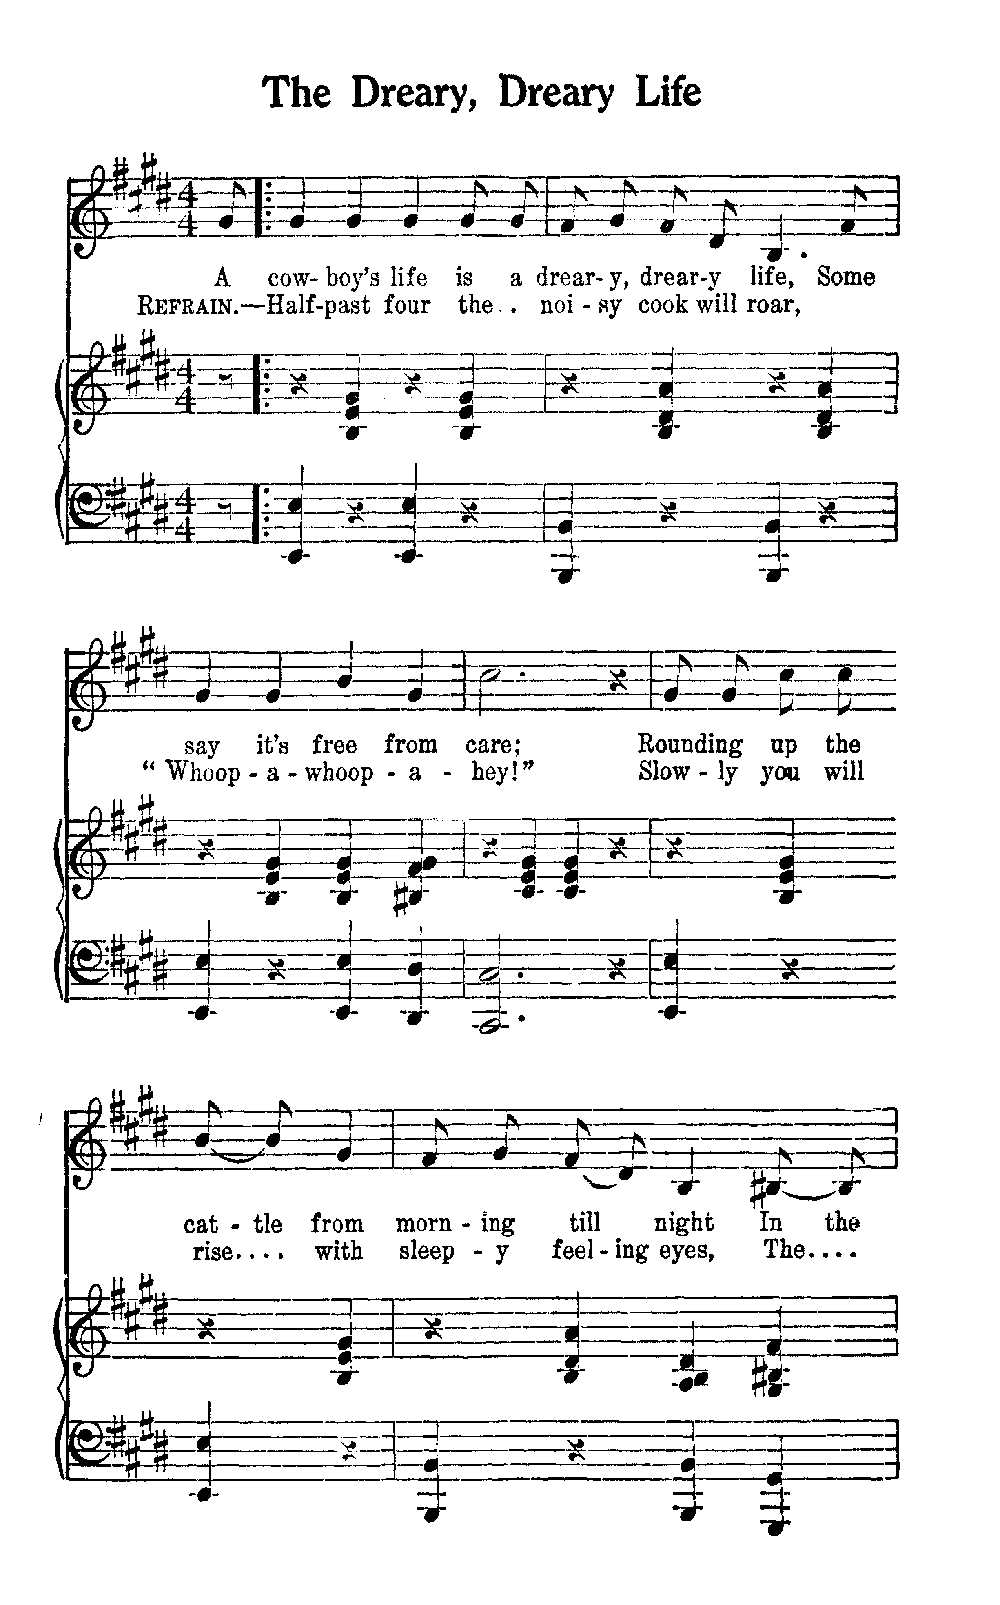 The Dreary, Dreary Life
A cow- boy's life is a drear- y, drear-y life, Some
REFRAIN.—Half-past four the . . noi - sy cook will roar,
say it's free from care; Rounding up the
"Whoop - a - whoop - a - hey!" Slow - ly you will
cat - tle from morn - ing till night In the
rise.... with sleep - y feel - ing eyes, The....